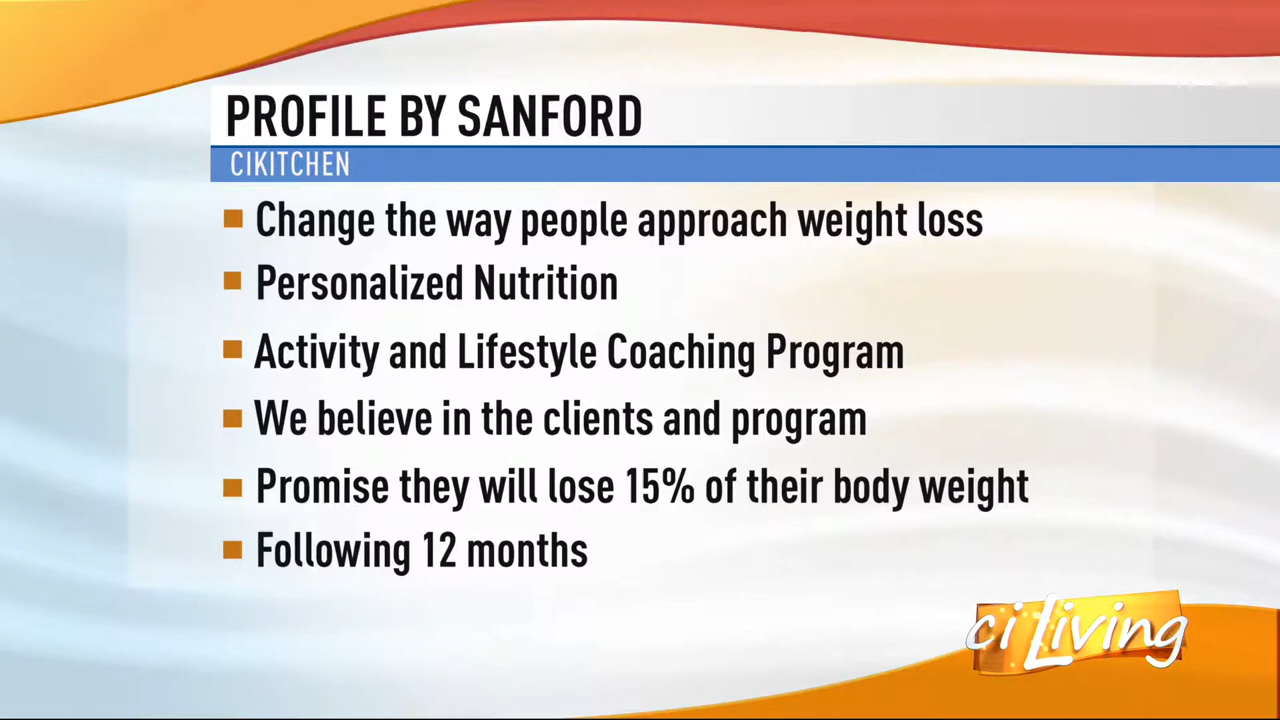 PROFILE BY SANFORD
CIKITCHEN
Change the way people approach weight loss
Personalized Nutrition
Activity and Lifestyle Coaching Program
We believe in the clients and program
Promise they will lose 15% of their body weight
Following 12 months
ciLiving